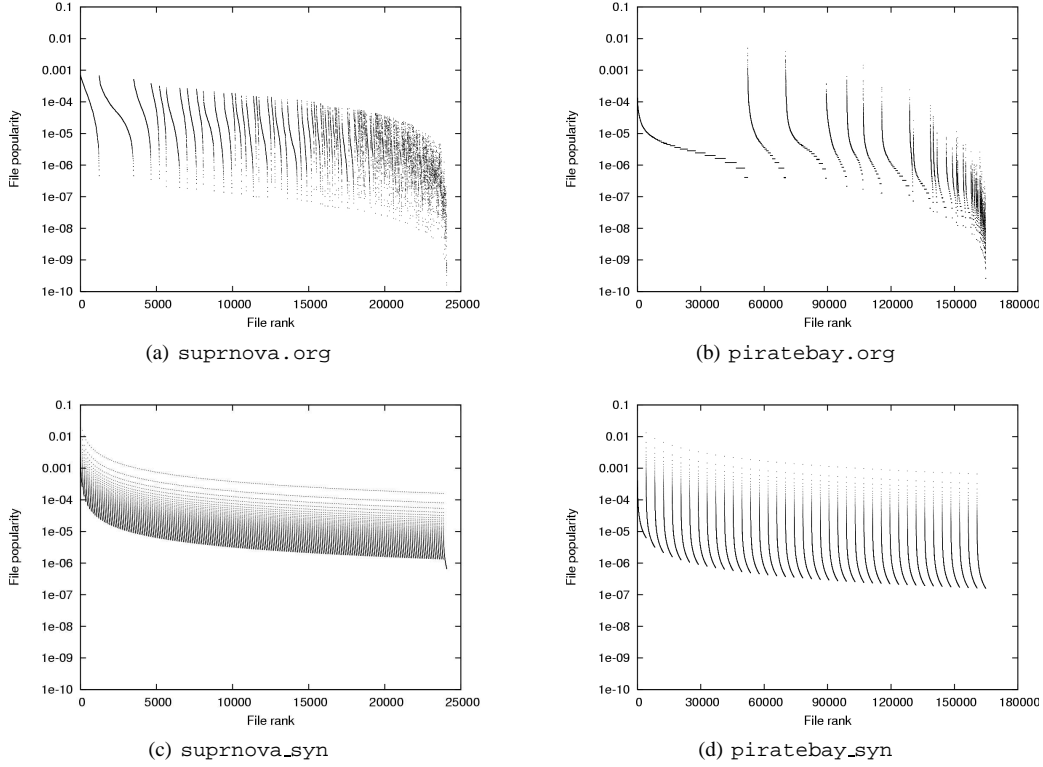 0.1
0.01
0.001
1e-04
1e-05
1e-06
1e-07
1e-08
1e-09
1e-10
File popularity
0 5000 10000 15000 20000 25000
File rank
(a) suprnova.org
0.1
0.01
0.001
1e-04
1e-05
1e-06
1e-07
1e-08
1e-09
1e-10
File popularity
0 30000 60000 90000 120000 150000 180000
File rank
(b) piratebay.org
0.1
0.01
0.001
1e-04
1e-05
1e-06
1e-07
1e-08
1e-09
1e-10
File popularity
0 5000 10000 15000 20000 25000
File rank
(c) suprnova_syn
0.1
0.01
0.001
1e-04
1e-05
1e-06
1e-07
1e-08
1e-09
1e-10
File popularity
0 30000 60000 90000 120000 150000 180000
File rank
(d) piratebay_syn